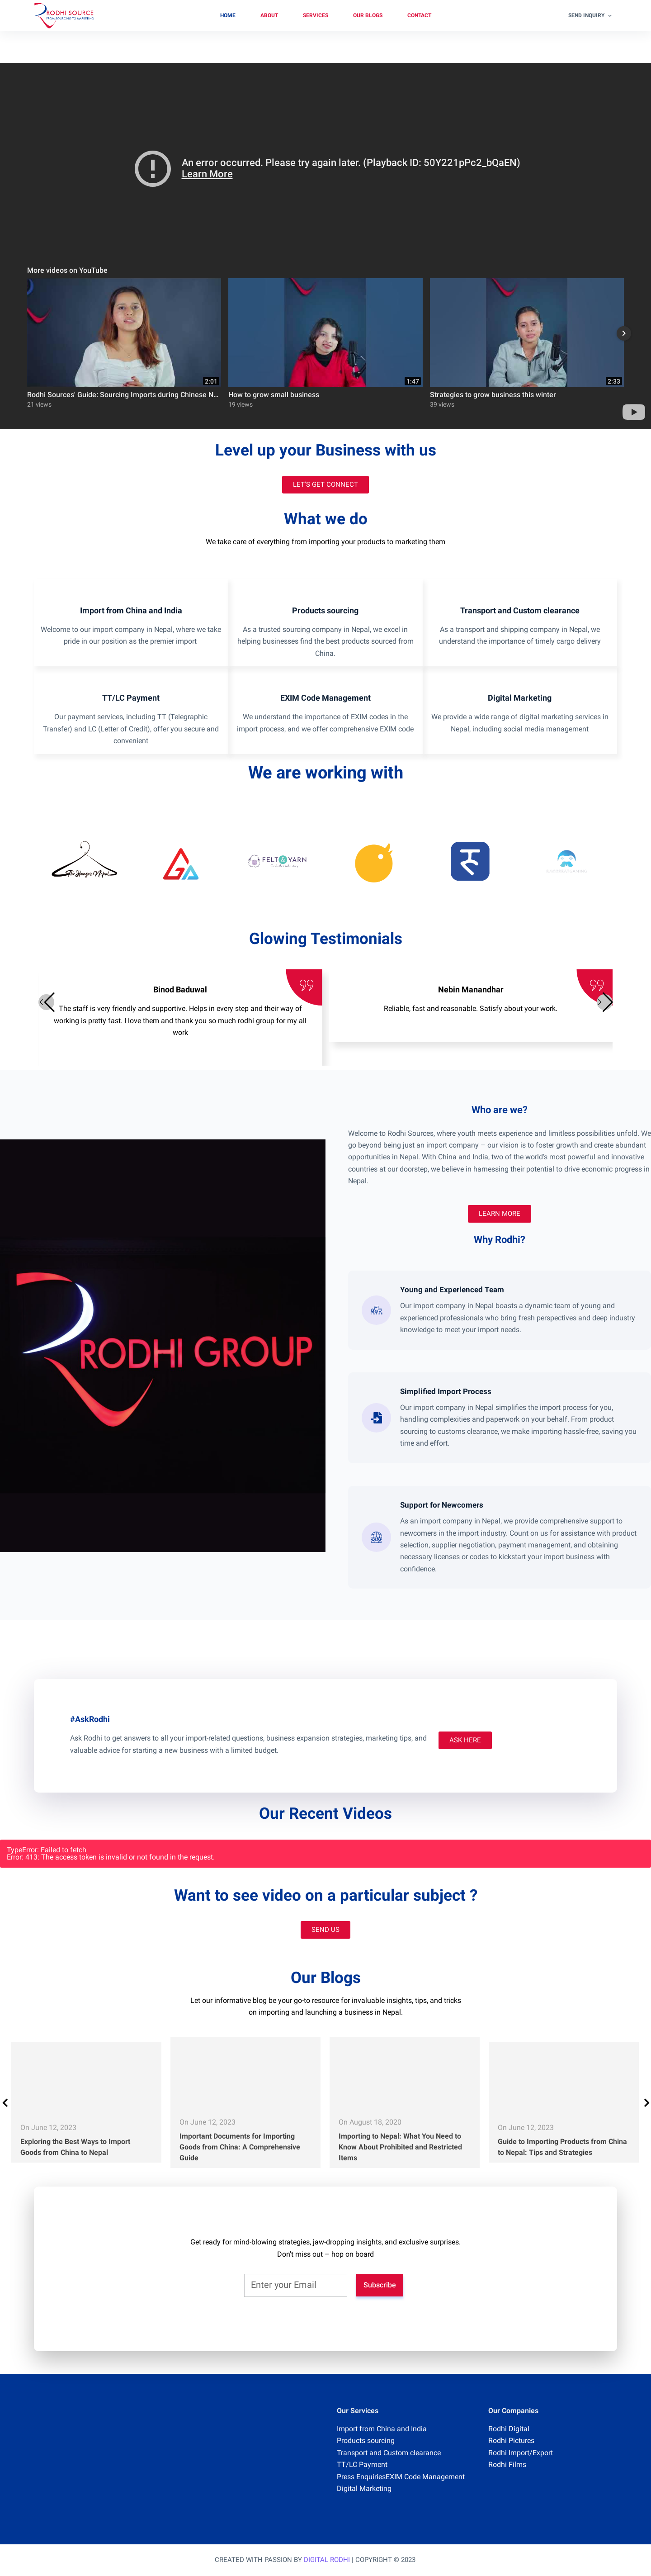 RODHI SOURCE
FROM SOURCING TO MARKETING
HOME
ABOUT
SERVICES
OUR BLOGS
CONTACT
SEND INQUIRY
An error occurred. Please try again later. (Playback ID: 50Y221pPc2_bQaEN)
Learn More
More videos on YouTube
2:01
1:47
2:33
Rodhi Sources' Guide: Sourcing Imports during Chinese N...
How to grow small business
Strategies to grow business this winter
21 views
19 views
39 views
Level up your Business with us
LET'S GET CONNECT
What we do
We take care of everything from importing your products to marketing them
Import from China and India
Welcome to our import company in Nepal, where we take
pride in our position as the premier import
Products sourcing
As a trusted sourcing company in Nepal, we excel in
helping businesses find the best products sourced from
China.
Transport and Custom clearance
As a transport and shipping company in Nepal, we
understand the importance of timely cargo delivery
TT/LC Payment
Our payment services, including TT (Telegraphic
Transfer) and LC (Letter of Credit), offer you secure and
convenient
EXIM Code Management
We understand the importance of EXIM codes in the
import process, and we offer comprehensive EXIM code
Digital Marketing
We provide a wide range of digital marketing services in
Nepal, including social media management
We are working with
The Hanger Nepal
FELT & YARN
Glowing Testimonials
Binod Baduwal
The staff is very friendly and supportive. Helps in every step and their way of
working is pretty fast. I love them and thank you so much rodhi group for my all
work
Nebin Manandhar
Reliable, fast and reasonable. Satisfy about your work.
RODHI GROUP
Who are we?
Welcome to Rodhi Sources, where youth meets experience and limitless possibilities unfold. We
go beyond being just an import company – our vision is to foster growth and create abundant
opportunities in Nepal. With China and India, two of the world's most powerful and innovative
countries at our doorstep, we believe in harnessing their potential to drive economic progress in
Nepal.
LEARN MORE
Why Rodhi?
Young and Experienced Team
Our import company in Nepal boasts a dynamic team of young and
experienced professionals who bring fresh perspectives and deep industry
knowledge to meet your import needs.
Simplified Import Process
Our import company in Nepal simplifies the import process for you,
handling complexities and paperwork on your behalf. From product
sourcing to customs clearance, we make importing hassle-free, saving you
time and effort.
Support for Newcomers
As an import company in Nepal, we provide comprehensive support to
newcomers in the import industry. Count on us for assistance with product
selection, supplier negotiation, payment management, and obtaining
necessary licenses or codes to kickstart your import business with
confidence.
#AskRodhi
Ask Rodhi to get answers to all your import-related questions, business expansion strategies, marketing tips, and
valuable advice for starting a new business with a limited budget.
ASK HERE
Our Recent Videos
TypeError: Failed to fetch
Error: 413: The access token is invalid or not found in the request.
Want to see video on a particular subject ?
SEND US
Our Blogs
Let our informative blog be your go-to resource for invaluable insights, tips, and tricks
on importing and launching a business in Nepal.
On June 12, 2023
Exploring the Best Ways to Import
Goods from China to Nepal
On June 12, 2023
Important Documents for Importing
Goods from China: A Comprehensive
Guide
On August 18, 2020
Importing to Nepal: What You Need to
Know About Prohibited and Restricted
Items
On June 12, 2023
Guide to Importing Products from China
to Nepal: Tips and Strategies
Get ready for mind-blowing strategies, jaw-dropping insights, and exclusive surprises.
Don't miss out – hop on board
Enter your Email
Subscribe
Our Services
Import from China and India
Products sourcing
Transport and Custom clearance
TT/LC Payment
Press EnquiriesEXIM Code Management
Digital Marketing
Our Companies
Rodhi Digital
Rodhi Pictures
Rodhi Import/Export
Rodhi Films
CREATED WITH PASSION BY DIGITAL RODHI | COPYRIGHT © 2023